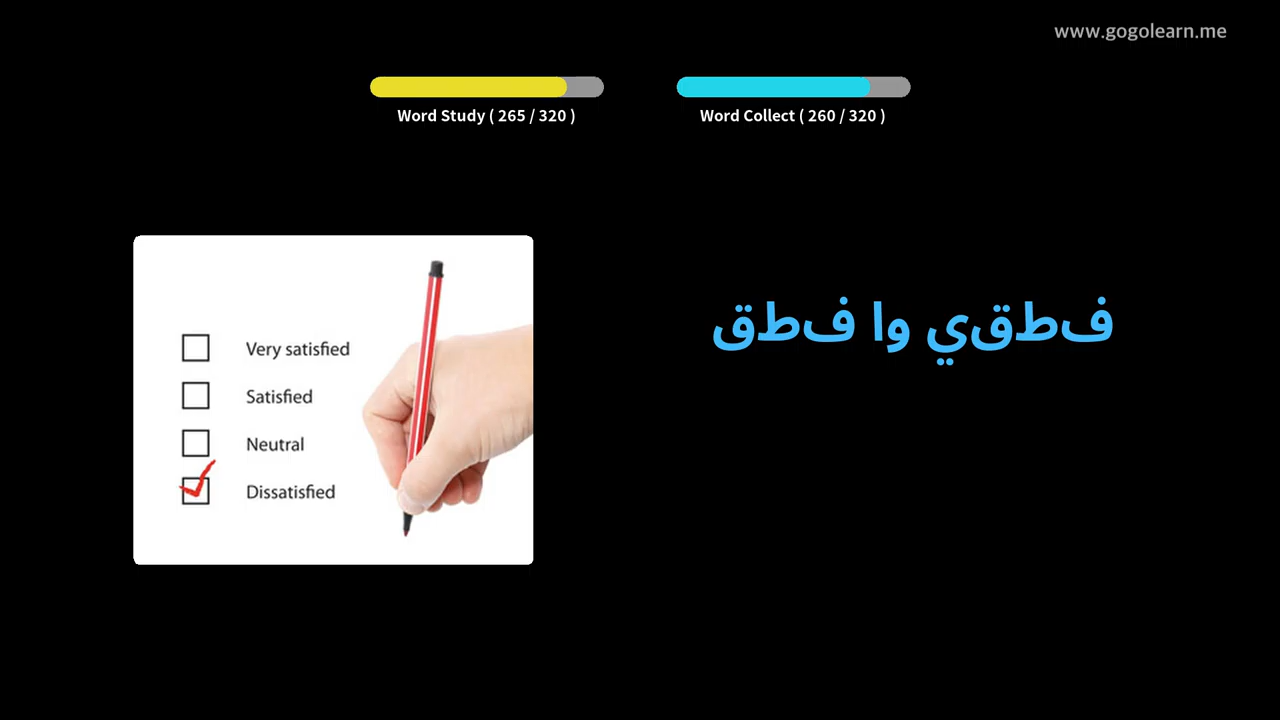 www.gogolearn.me
Word Study ( 265 / 320 )
Word Collect ( 260 / 320 )
فطقي وا فطق
Very satisfied
Satisfied
Neutral
Dissatisfied